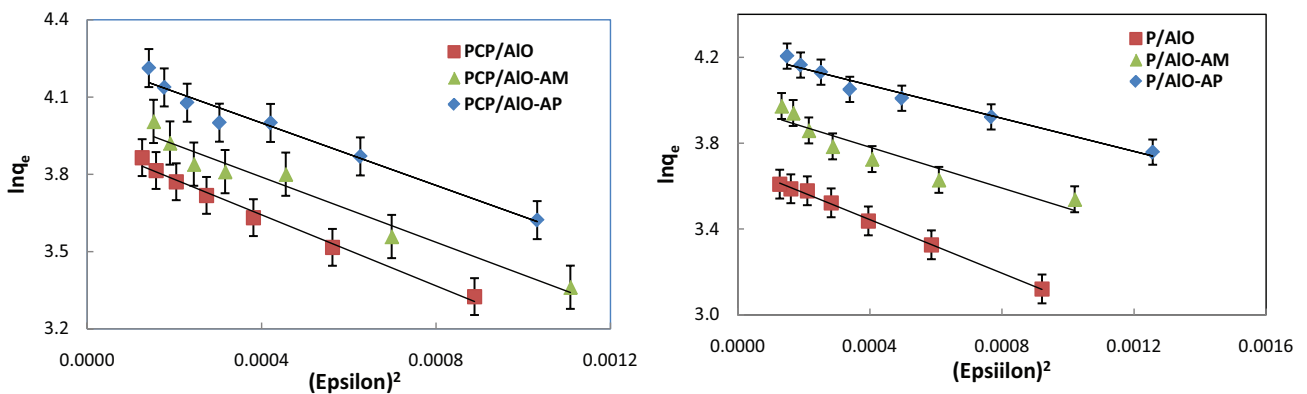 4.4
4.1
3.8
3.5
3.2
lnqe
0.0000
0.0004
0.0008
0.0012
(Epsilon)2
PCP/AlO
PCP/AlO-AM
PCP/AlO-AP
4.2
3.8
3.4
3.0
lnqe
0.0000
0.0004
0.0008
0.0012
0.0016
(Epsiilon)2
P/AlO
P/AlO-AM
P/AlO-AP